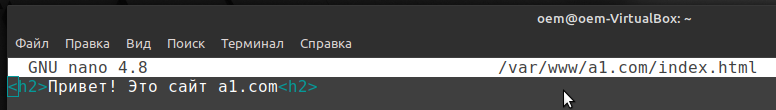 oem@oem-VirtualBox: ~
Файл Правка Вид Поиск Терминал Справка
GNU nano 4.8 /var/www/a1.com/index.html
<h2>Привет! Это сайт a1.com<h2>